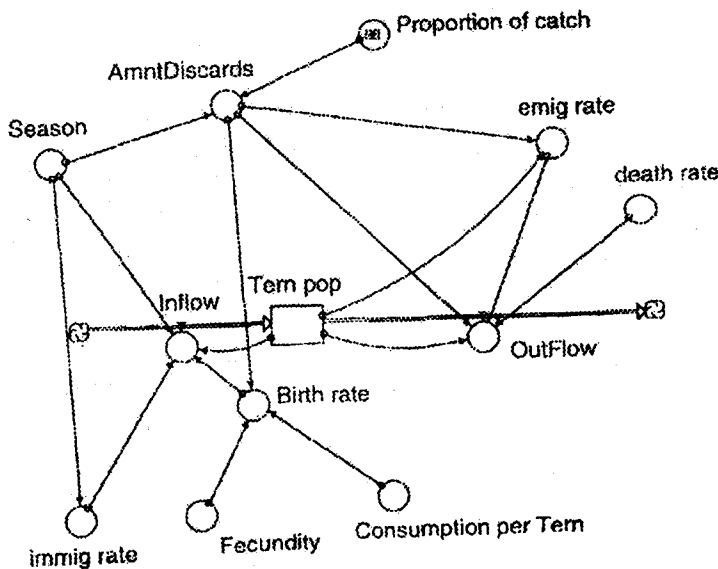 Proportion of catch
AmntDiscards
emig rate
Season
death rate
Tern pop
Inflow
OutFlow
Birth rate
Consumption per Tern
Fecundity
immig rate